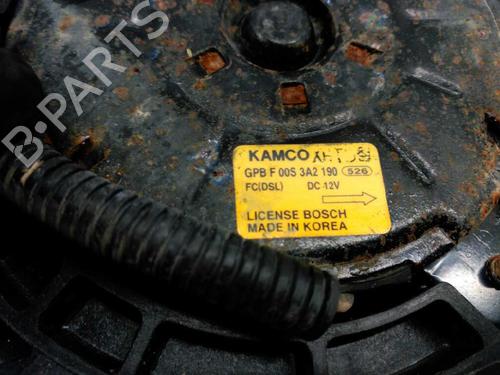 B-PARTS
KAMCO
GPB F 00S 3A2 190 526
FC(DSL) DC 12V
LICENSE BOSCH
MADE IN KOREA